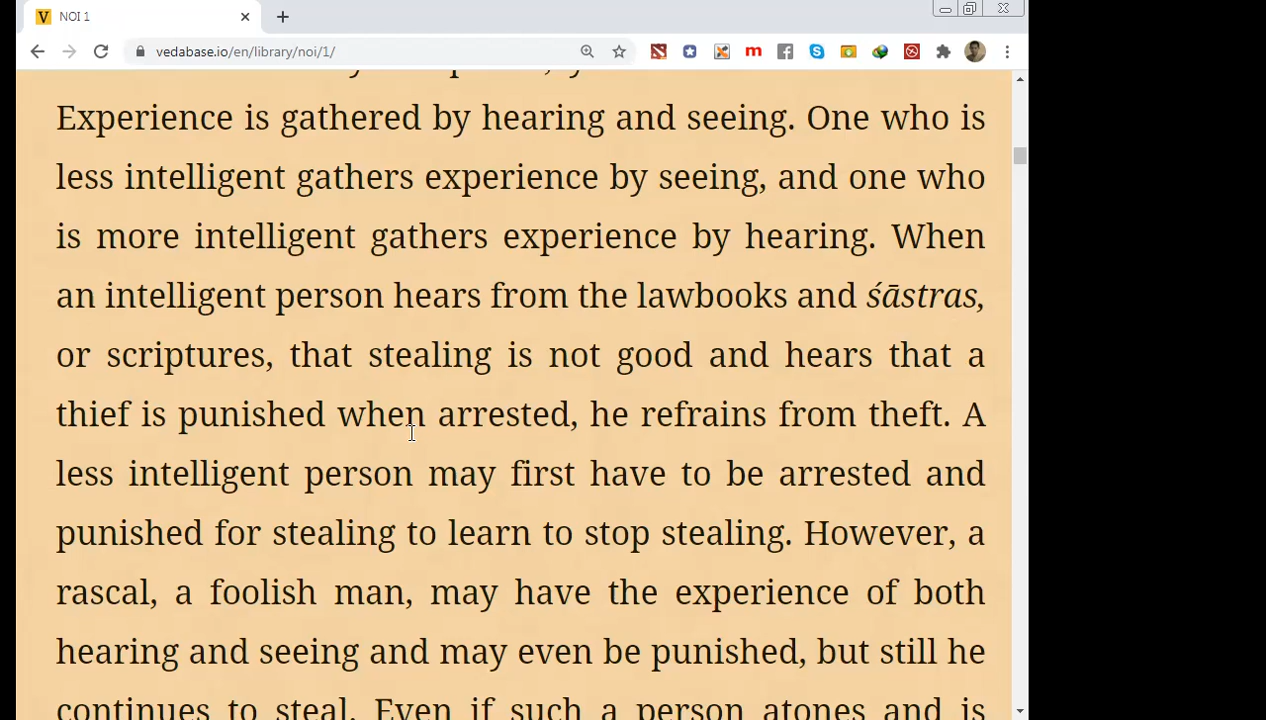 V NOI 1
vedabase.io/en/library/noi/1/
Experience is gathered by hearing and seeing. One who is
less intelligent gathers experience by seeing, and one who
is more intelligent gathers experience by hearing. When
an intelligent person hears from the lawbooks and śāstras,
or scriptures, that stealing is not good and hears that a
thief is punished when arrested, he refrains from theft. A
less intelligent person may first have to be arrested and
punished for stealing to learn to stop stealing. However, a
rascal, a foolish man, may have the experience of both
hearing and seeing and may even be punished, but still he
continues to steal. Even if such a person atones and is